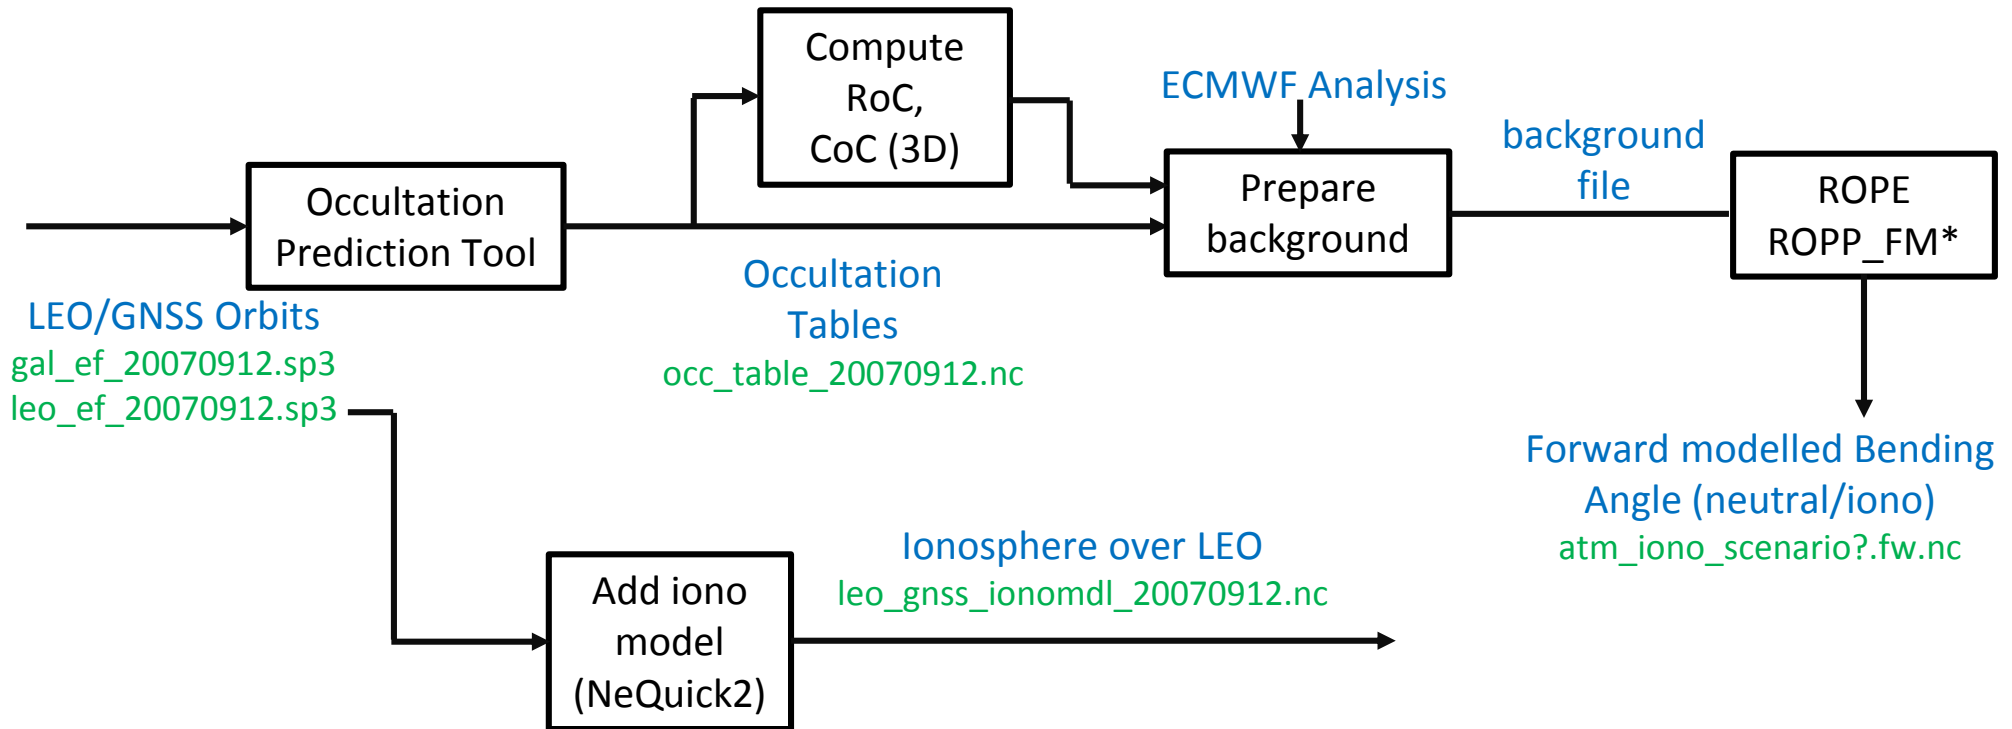 Compute
RoC,
CoC (3D)
ECMWF Analysis
background
file
Occultation
Prediction Tool
Prepare
background
ROPE
ROPP_FM*
LEO/GNSS Orbits
gal_ef_20070912.sp3
leo_ef_20070912.sp3
Occultation
Tables
occ_table_20070912.nc
Forward modelled Bending
Angle (neutral/iono)
atm_iono_scenario?.fw.nc
Add iono
model
(NeQuick2)
Ionosphere over LEO
leo_gnss_ionomdl_20070912.nc